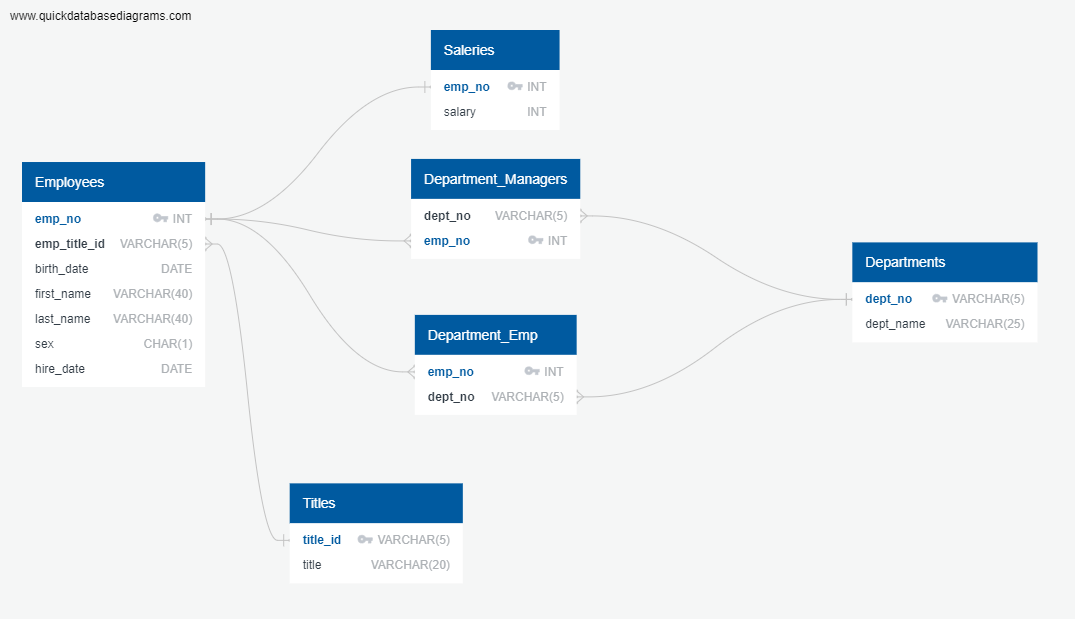 www.quickdatabasediagrams.com
Saleries
emp_no INT
salary INT
Employees
emp_no INT
emp_title_id VARCHAR(5)
birth_date DATE
first_name VARCHAR(40)
last_name VARCHAR(40)
sex CHAR(1)
hire_date DATE
Department_Managers
dept_no VARCHAR(5)
emp_no INT
Departments
dept_no VARCHAR(5)
dept_name VARCHAR(25)
Department_Emp
emp_no INT
dept_no VARCHAR(5)
Titles
title_id VARCHAR(5)
title VARCHAR(20)